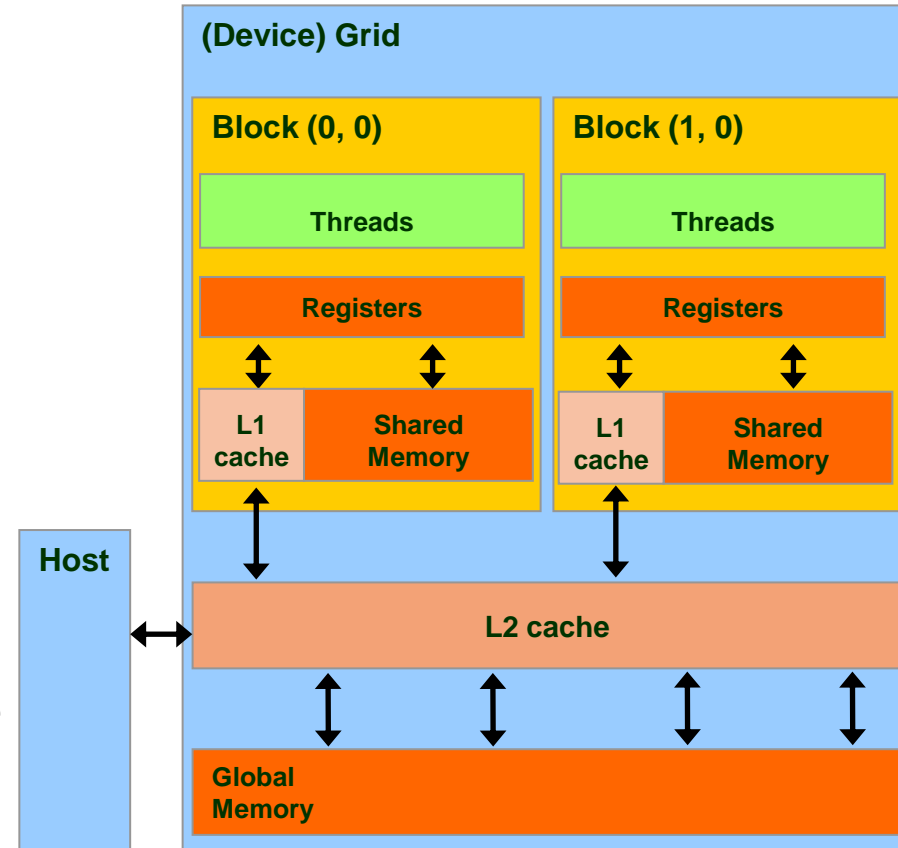 (Device) Grid
Block (0, 0)
Block (1, 0)
Threads
Threads
Registers
Registers
L1
cache
Shared
Memory
L1
cache
Shared
Memory
Host
L2 cache
Global
Memory